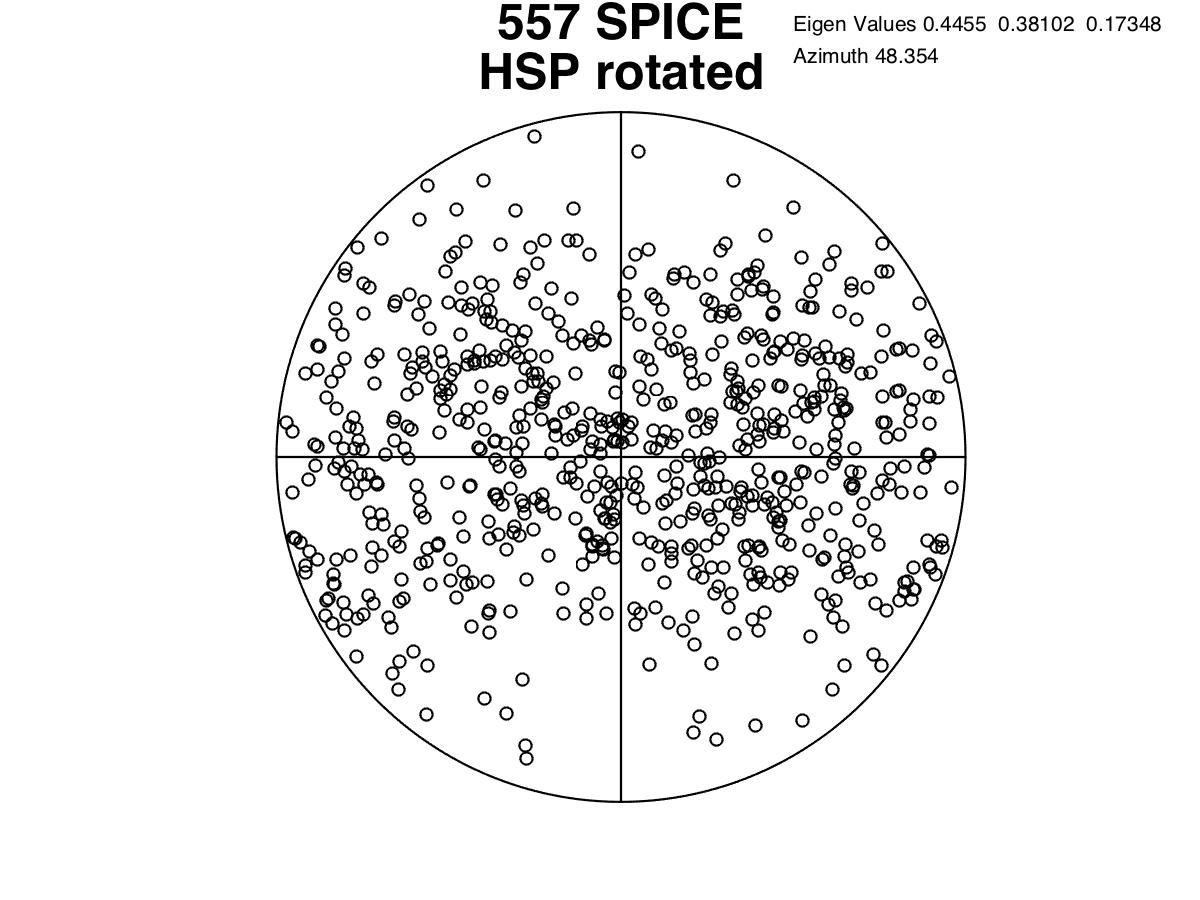 557 SPICE
HSP rotated
Eigen Values 0.4455  0.38102  0.17348
Azimuth 48.354